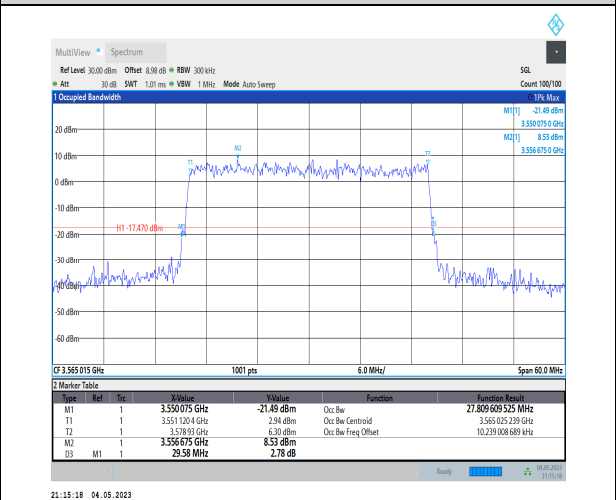 MultiView Spectrum
Ref Level 30.00 dBm Offset 8.98 dB RBW 300 kHz SGL
Att 30 dB SWT 1.01 ms VBW 1 MHz Mode Auto Sweep Count 100/100
1 Occupied Bandwidth 1Pk Max
M1[1] -21.49 dBm
3.550 075 0 GHz
M2[1] 8.53 dBm
3.556 675 0 GHz
20 dBm
M2
T1
T2
10 dBm
0 dBm
-10 dBm
H1 -17.470 dBm
M1
D3
-20 dBm
-30 dBm
-40 dBm
-50 dBm
-60 dBm
CF 3.565 015 GHz 1001 pts 6.0 MHz/ Span 60.0 MHz
2 Marker Table
Type Ref Trc X-Value Y-Value Function Function Result
M1 1 3.550 075 GHz -21.49 dBm Occ Bw 27.809 609 525 MHz
T1 1 3.551 120 4 GHz 2.94 dBm Occ Bw Centroid 3.565 025 239 GHz
T2 1 3.578 93 GHz 6.30 dBm Occ Bw Freq Offset 10.239 008 689 kHz
M2 1 3.556 675 GHz 8.53 dBm
D3 M1 1 29.58 MHz 2.78 dB
Ready 04.05.2023
21:15:18
21:15:18 04.05.2023